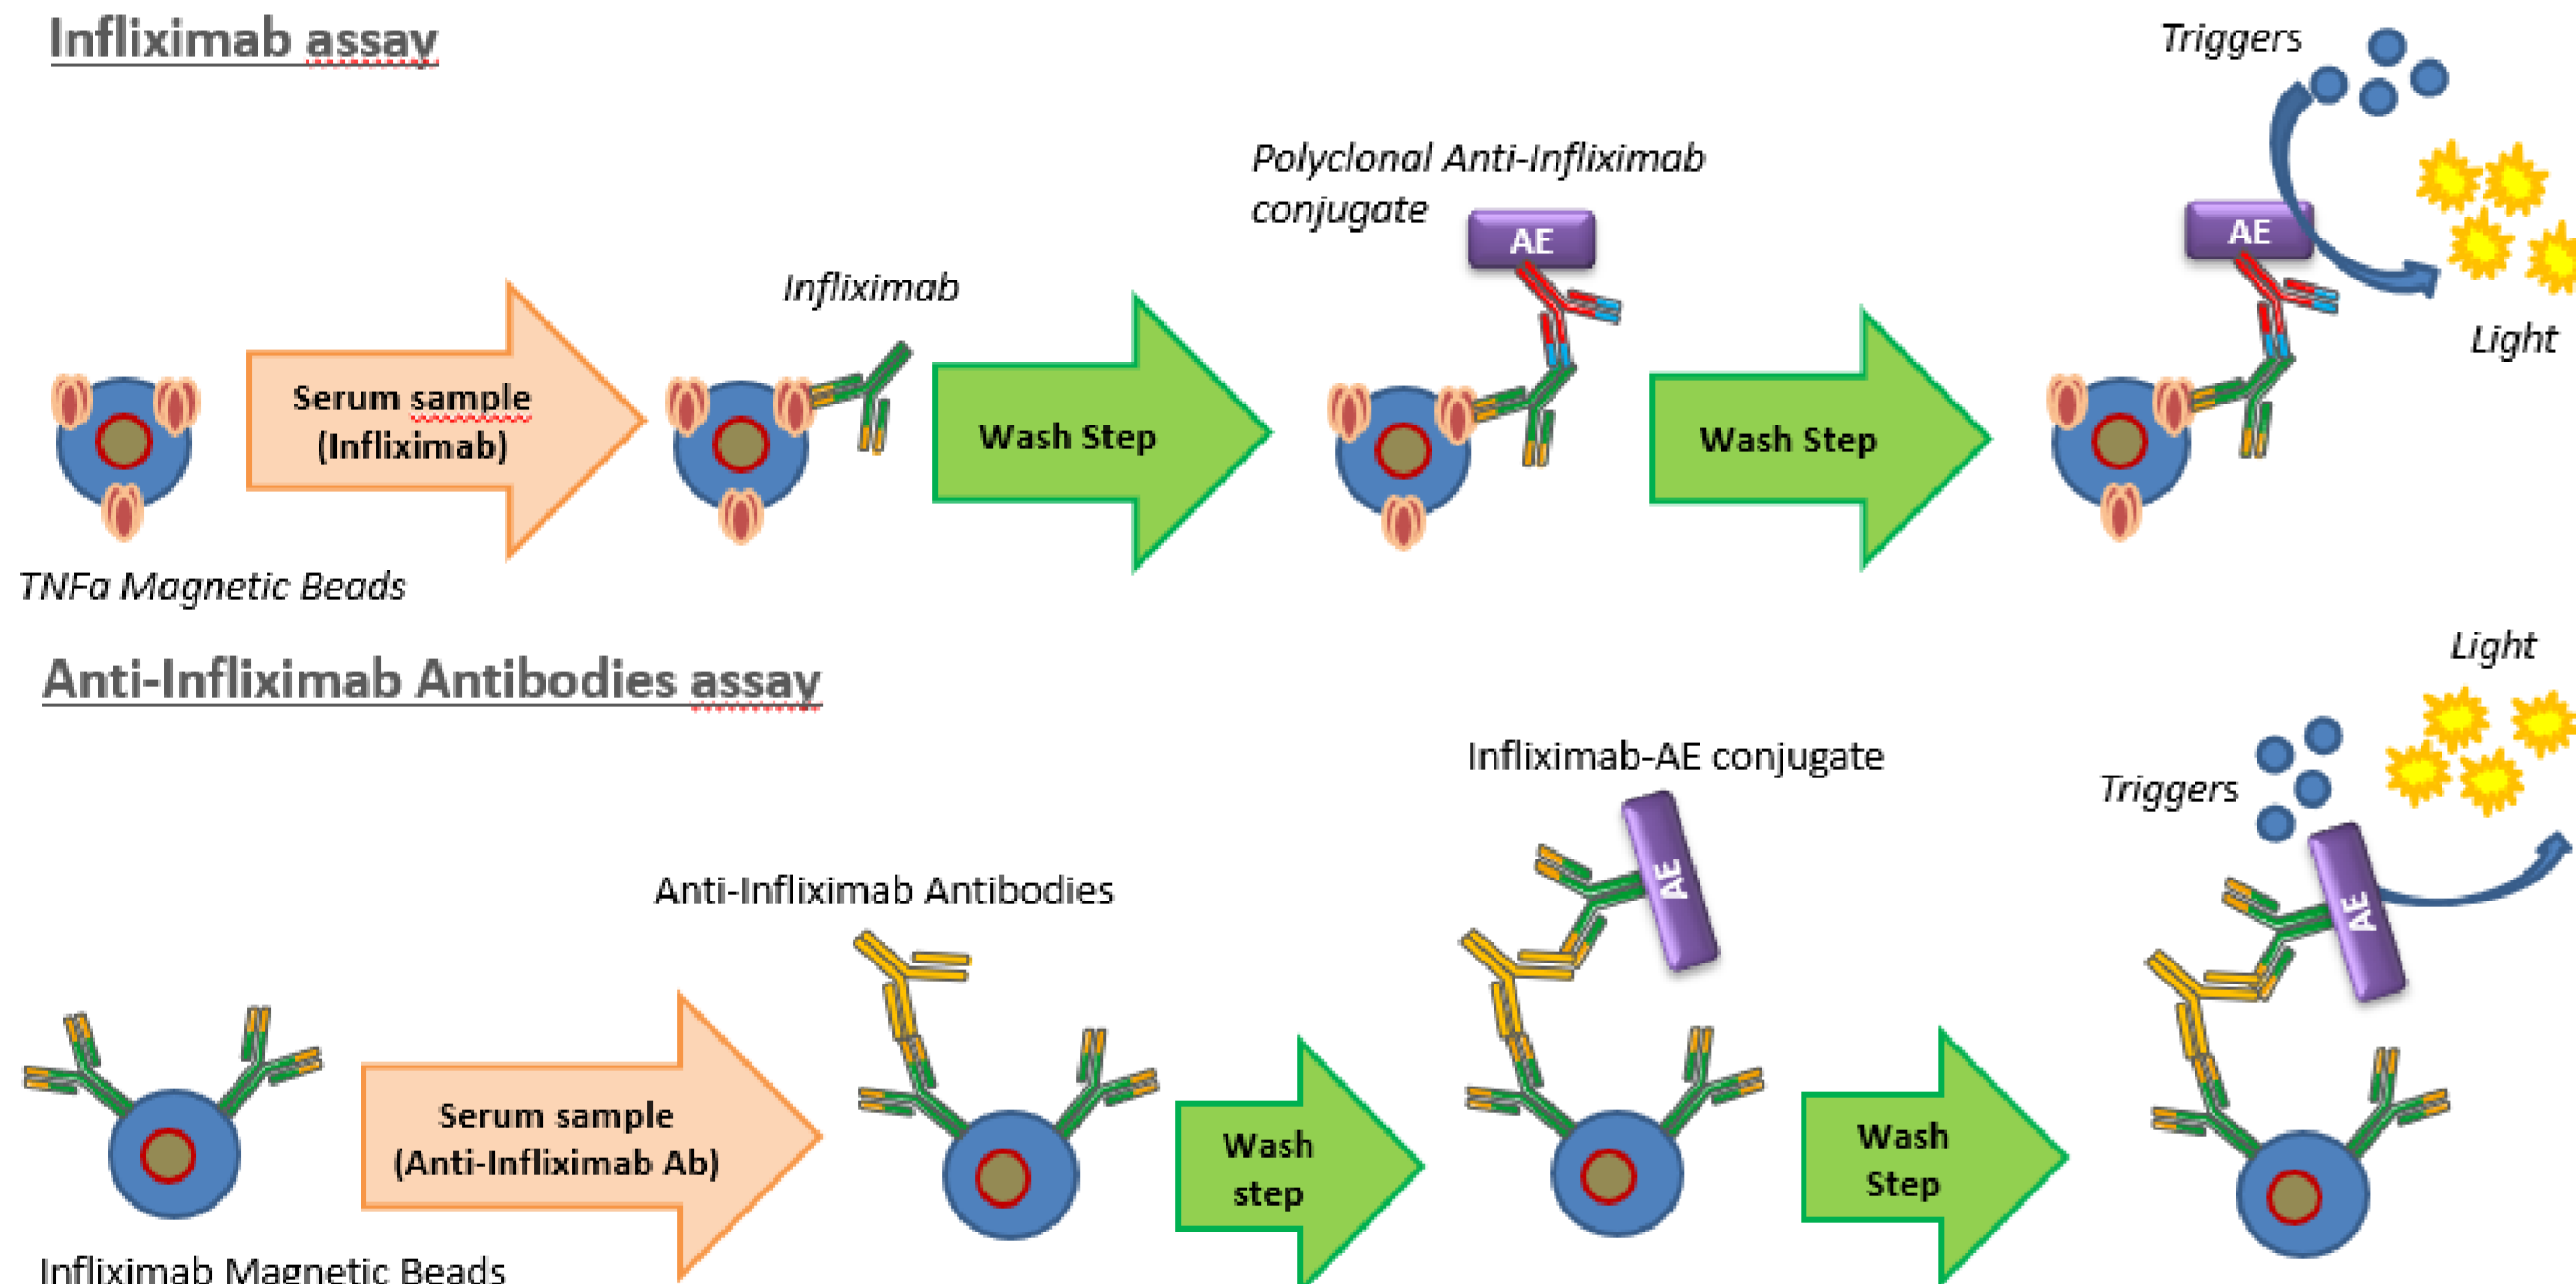 Infliximab assay
Triggers
Polyclonal Anti-Infliximab
conjugate
AE
AE
Infliximab
Light
Serum sample
(Infliximab)
Wash Step
Wash Step
TNFa Magnetic Beads
Anti-Infliximab Antibodies assay
Light
Infliximab-AE conjugate
Triggers
Anti-Infliximab Antibodies
AE
AE
Serum sample
(Anti-Infliximab Ab)
Wash
step
Wash
Step
Infliximab Magnetic Beads